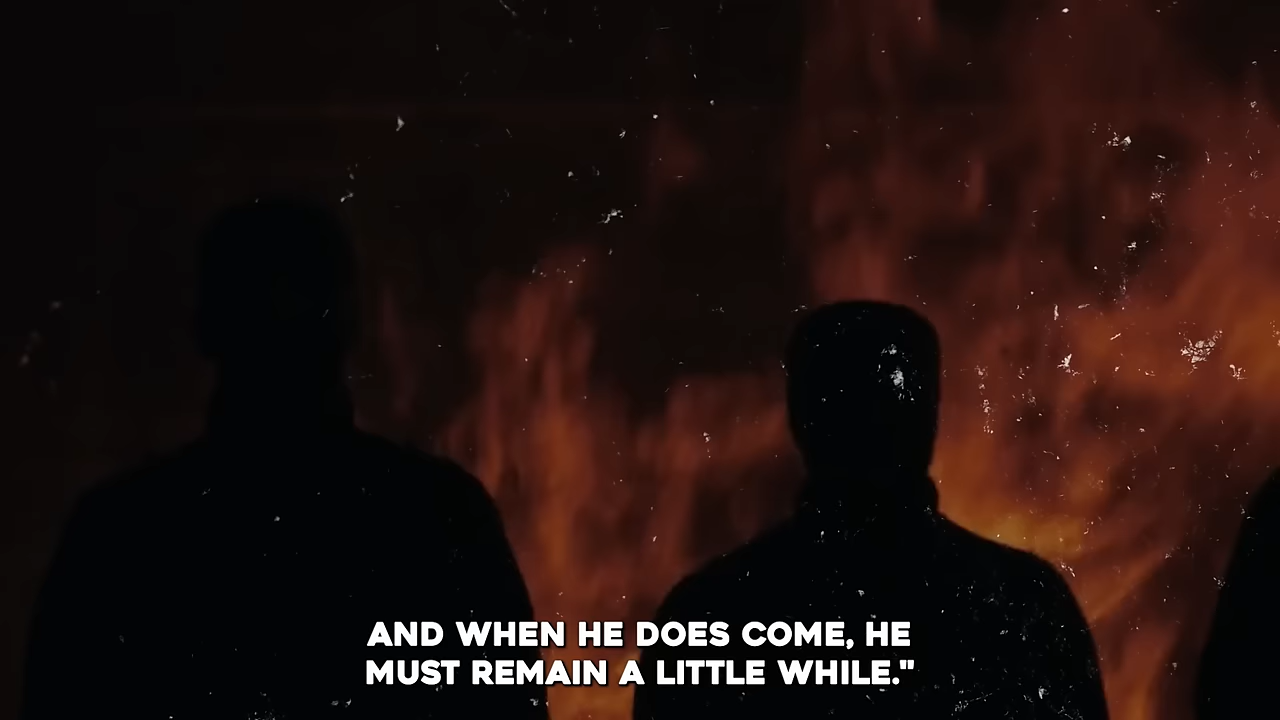 AND WHEN HE DOES COME, HE
MUST REMAIN A LITTLE WHILE."